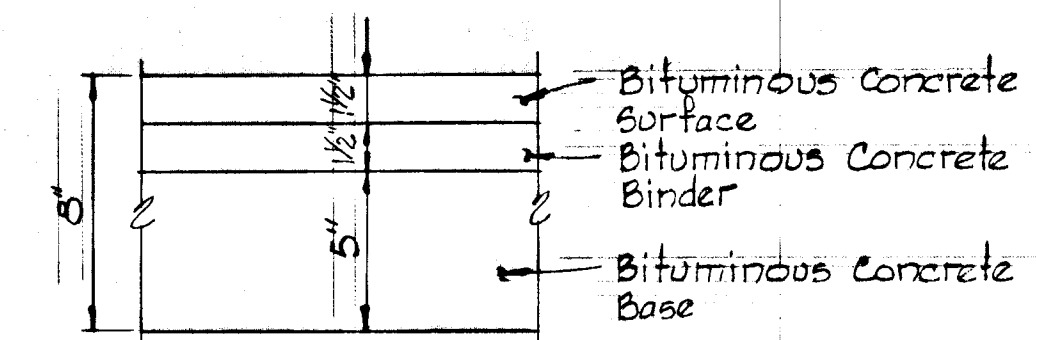 1½"
Bituminous Concrete
Surface
1½"
Bituminous Concrete
Binder
8"
5"
Bituminous Concrete
Base